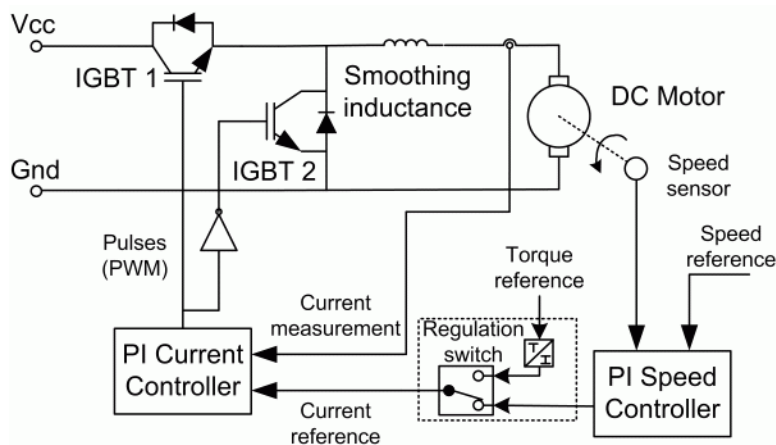 Vcc
IGBT 1
Smoothing
inductance
DC Motor
IGBT 2
Gnd
Speed
sensor
Pulses
(PWM)
Torque
reference
Speed
reference
Current
measurement
Regulation
switch
T
I
PI Current
Controller
PI Speed
Controller
Current
reference